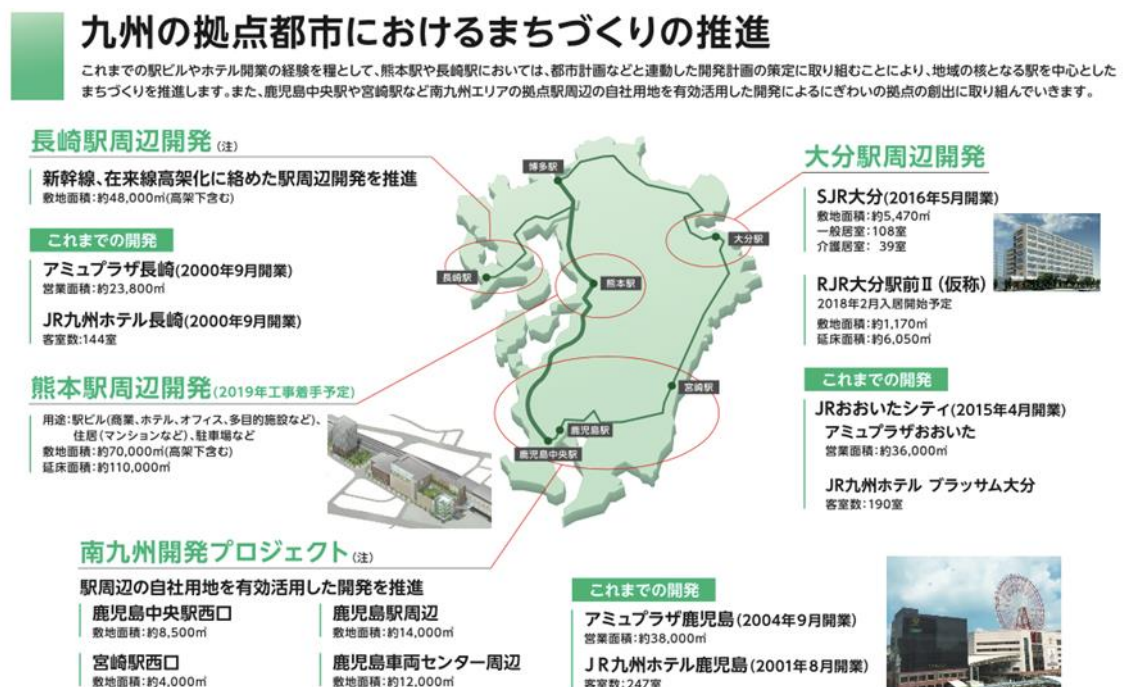 九州の拠点都市におけるまちづくりの推進
これまでの駅ビルやホテル開業の経験を糧として、熊本駅や長崎駅においては、都市計画などと連動した開発計画の策定に取り組むことにより、地域の核となる駅を中心とした
まちづくりを推進します。また、鹿児島中央駅や宮崎駅など南九州エリアの拠点駅周辺の自社用地を有効活用した開発によるにぎわいの拠点の創出に取り組んでいきます。
長崎駅周辺開発(注)
新幹線、在来線高架化に絡めた駅周辺開発を推進
敷地面積:約48,000㎡(高架下含む)
これまでの開発
アミュプラザ長崎(2000年9月開業)
営業面積:約23,800㎡
JR九州ホテル長崎(2000年9月開業)
客室数:144室
熊本駅周辺開発(2019年工事着手予定)
用途:駅ビル(商業、ホテル、オフィス、多目的施設など)、
住居(マンションなど)、駐車場など
敷地面積:約70,000㎡(高架下含む)
延床面積:約110,000㎡
博多駅
長崎駅
熊本駅
大分駅
宮崎駅
鹿児島駅
鹿児島中央駅
大分駅周辺開発
SJR大分(2016年5月開業)
敷地面積:約5,470㎡
一般居室:108室
介護居室: 39室
RJR大分駅前Ⅱ(仮称)
2018年2月入居開始予定
敷地面積:約1,170㎡
延床面積:約6,050㎡
これまでの開発
JRおおいたシティ(2015年4月開業)
アミュプラザおおいた
営業面積:約36,000㎡
JR九州ホテル ブラッサム大分
客室数:190室
南九州開発プロジェクト(注)
駅周辺の自社用地を有効活用した開発を推進
鹿児島中央駅西口
敷地面積:約8,500㎡
宮崎駅西口
敷地面積:約4,000㎡
鹿児島駅周辺
敷地面積:約14,000㎡
鹿児島車両センター周辺
敷地面積:約12,000㎡
これまでの開発
アミュプラザ鹿児島(2004年9月開業)
営業面積:約38,000㎡
JR九州ホテル鹿児島(2001年8月開業)
客室数:247室